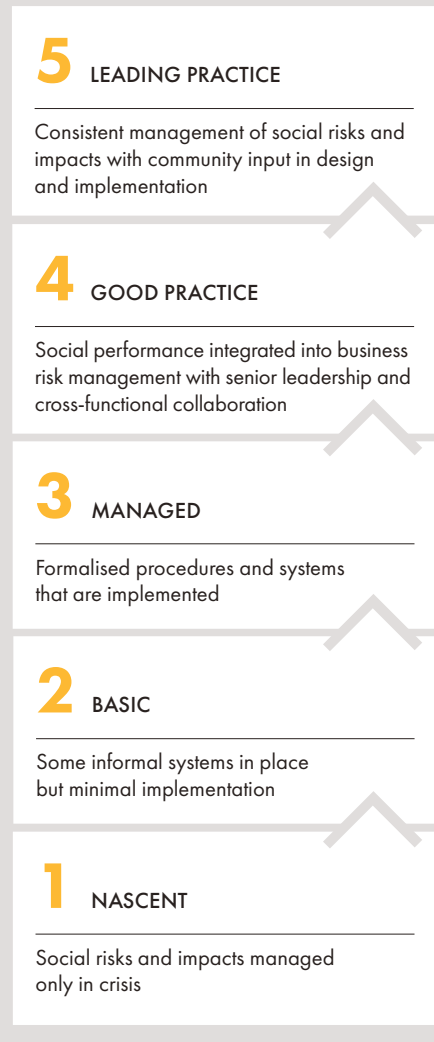 5 LEADING PRACTICE
Consistent management of social risks and
impacts with community input in design
and implementation
4 GOOD PRACTICE
Social performance integrated into business
risk management with senior leadership and
cross-functional collaboration
3 MANAGED
Formalised procedures and systems
that are implemented
2 BASIC
Some informal systems in place
but minimal implementation
1 NASCENT
Social risks and impacts managed
only in crisis